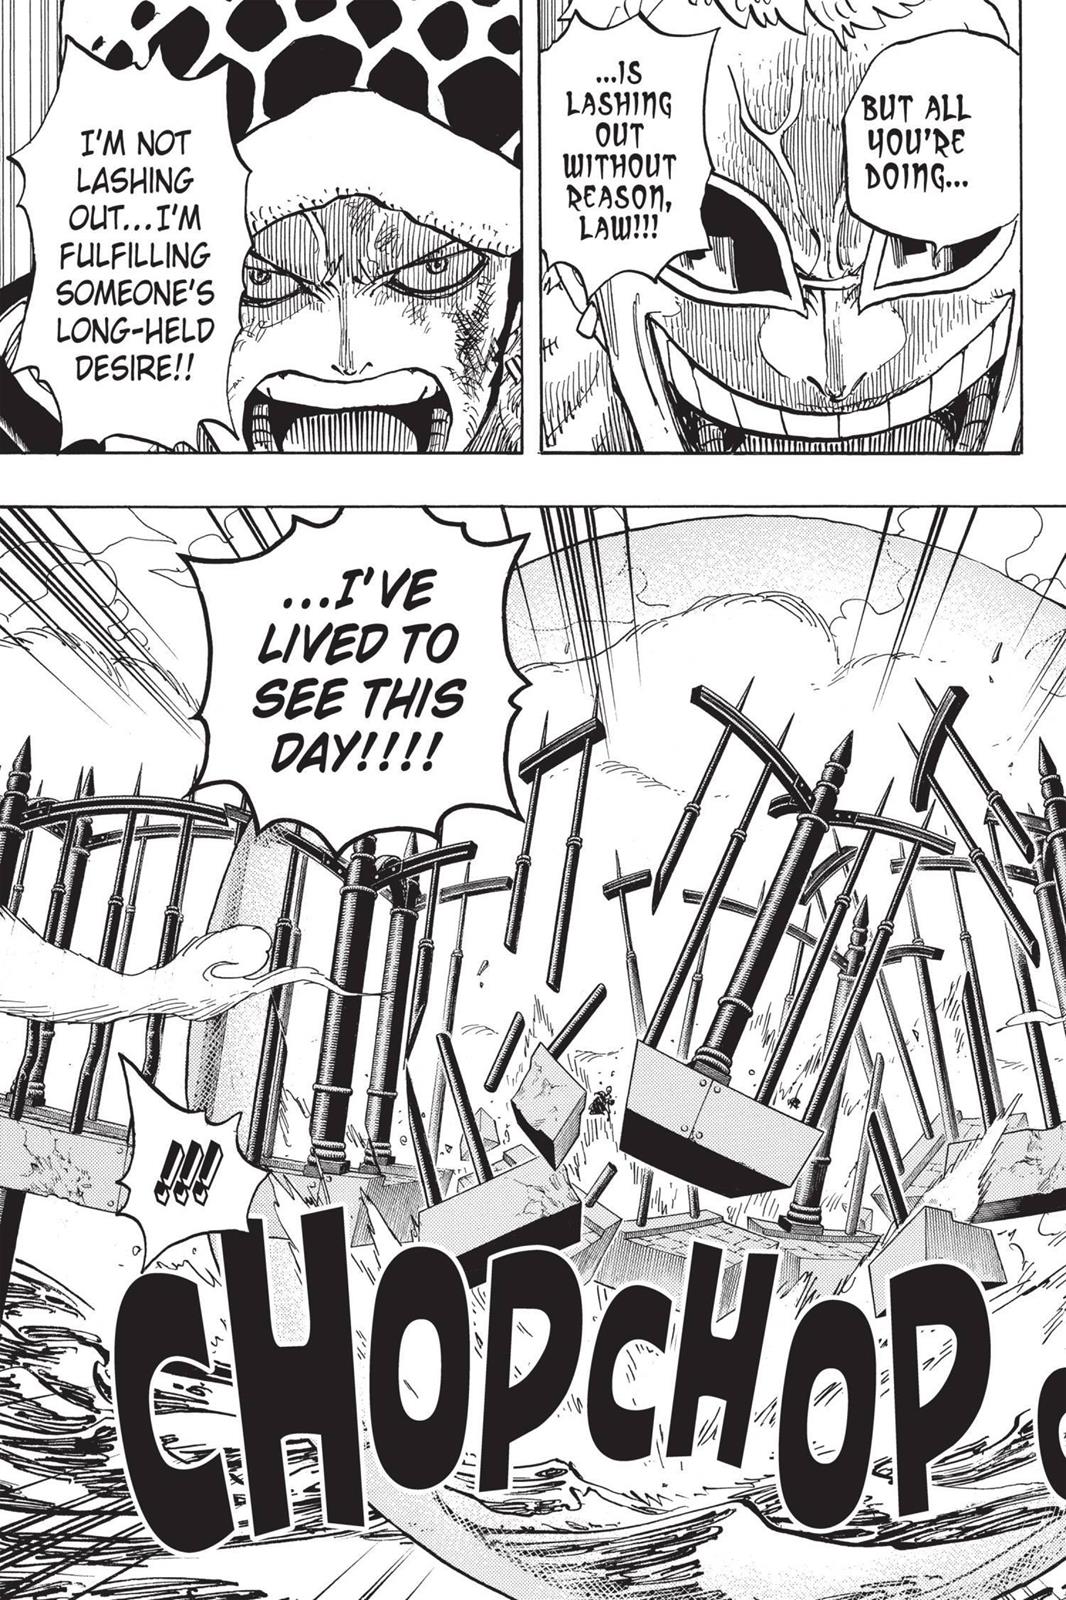 BUT ALL
YOU'RE
DOING...
...IS
LASHING
OUT
WITHOUT
REASON,
LAW!!!
I'M NOT
LASHING
OUT...I'M
FULFILLING
SOMEONE'S
LONG-HELD
DESIRE!!
...I'VE
LIVED TO
SEE THIS
DAY!!!!
!!
!!!
CHOPCHOP